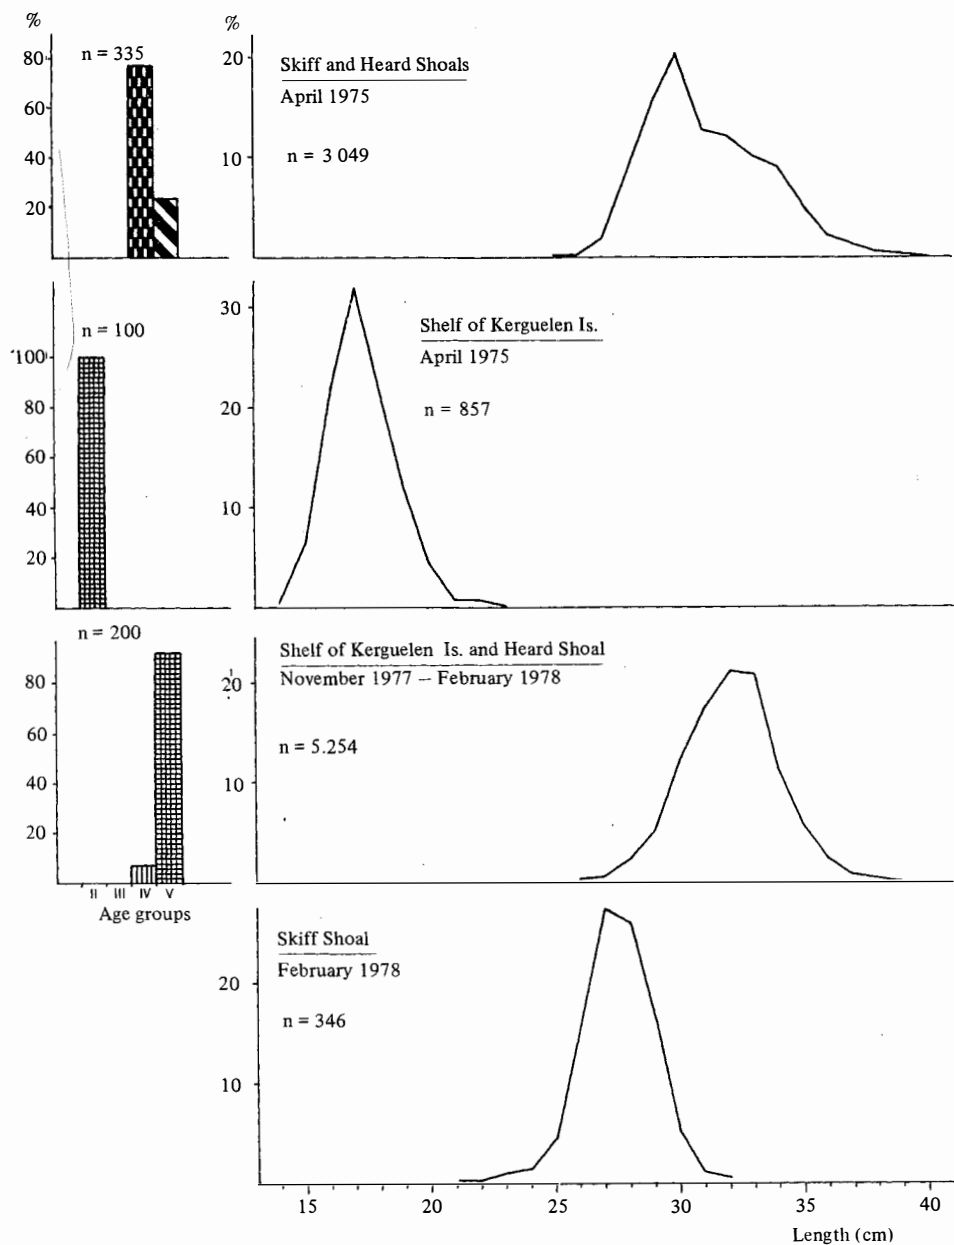 % %
80 n = 335 20 Skiff and Heard Shoals
April 1975
60
n = 3 049
40 10
20
30 Shelf of Kerguelen Is.
n = 100
100 April 1975
80 20 n = 857
60
40 10
20
n = 200
Shelf of Kerguelen Is. and Heard Shoal
80 20 November 1977 – February 1978
60 n = 5.254
40 10
20
II III IV V
Age groups
Skiff Shoal
February 1978
20
n = 346
10
15 20 25 30 35 40
Length (cm)